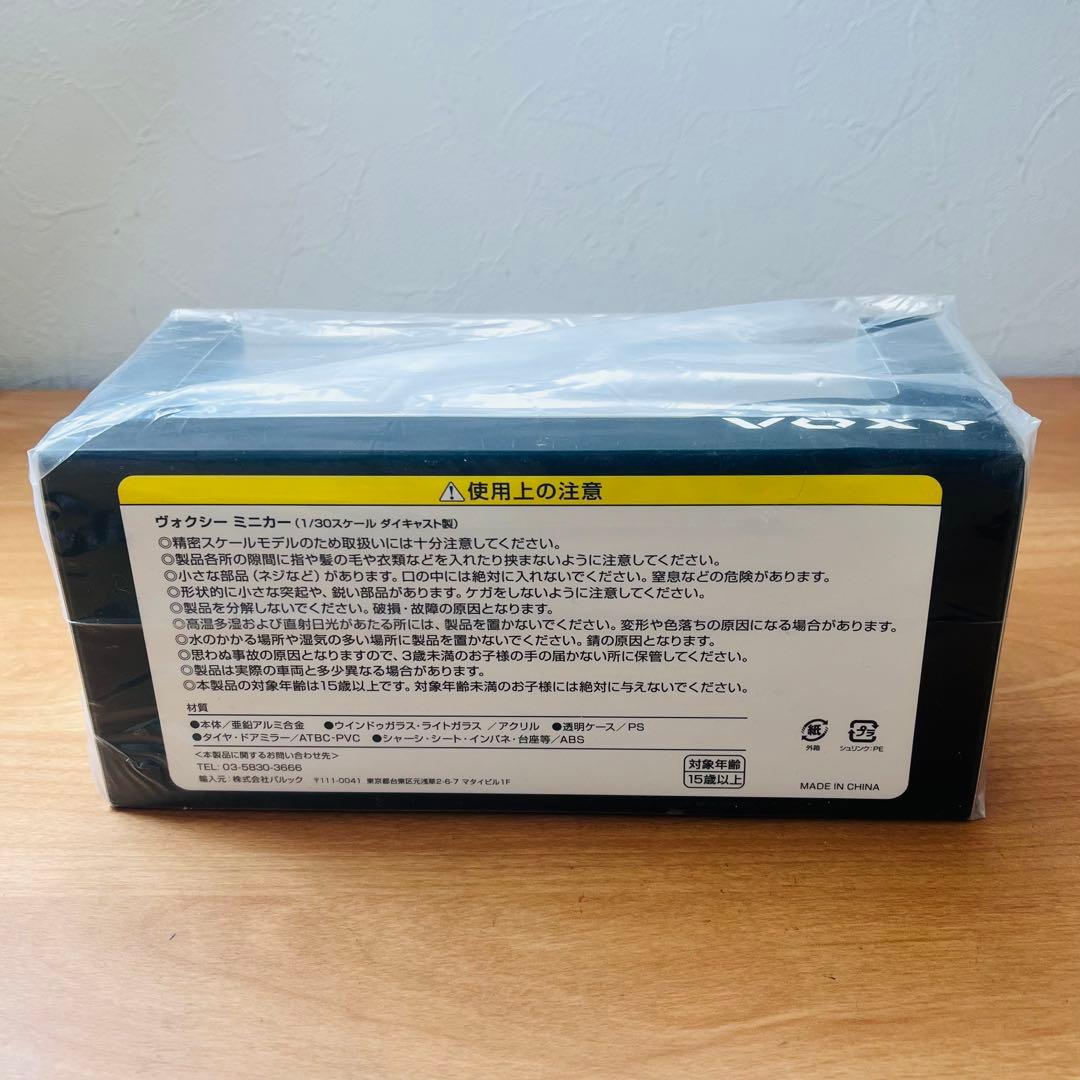 VOXY
⚠使用上の注意
ヴォクシー ミニカー(1/30スケール ダイキャスト製)
◎精密スケールモデルのため取扱いには十分注意してください。
◎製品各所の隙間に指や髪の毛や衣類などを入れたり挟まないように注意してください。
◎小さな部品(ネジなど)があります。口の中には絶対に入れないでください。窒息などの危険があります。
◎形状的に小さな突起や、鋭い部品があります。ケガをしないように注意してください。
◎製品を分解しないでください。破損・故障の原因となります。
◎高温多湿および直射日光があたる所には、製品を置かないでください。変形や色落ちの原因になる場合があります。
◎水のかかる場所や湿気の多い場所に製品を置かないでください。錆の原因となります。
◎思わぬ事故の原因となりますので、3歳未満のお子様の手の届かない所に保管してください。
◎製品は実際の車両と多少異なる場合があります。
◎本製品の対象年齢は15歳以上です。対象年齢未満のお子様には絶対に与えないでください。
材質
●本体/亜鉛アルミ合金 ●ウインドゥガラス・ライトガラス/アクリル ●透明ケース/PS
●タイヤ・ドアミラー/ATBC-PVC ●シャーシ・シート・インパネ・台座等/ABS
<本製品に関するお問い合わせ先>
TEL: 03-5830-3666
輸入元:株式会社バルック 〒111-0041 東京都台東区元浅草2-6-7 マタイビル1F
対象年齢
15歳以上
紙
外箱
プラ
シュリンク:PE
MADE IN CHINA